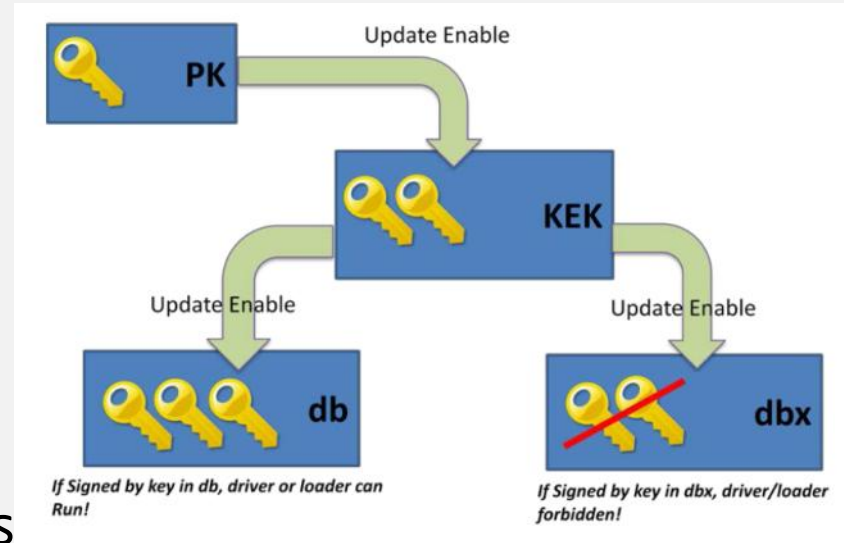 Update Enable
PK
KEK
Update Enable
Update Enable
db
dbx
If Signed by key in db, driver or loader can
Run!
If Signed by key in dbx, driver/loader
forbidden!
s